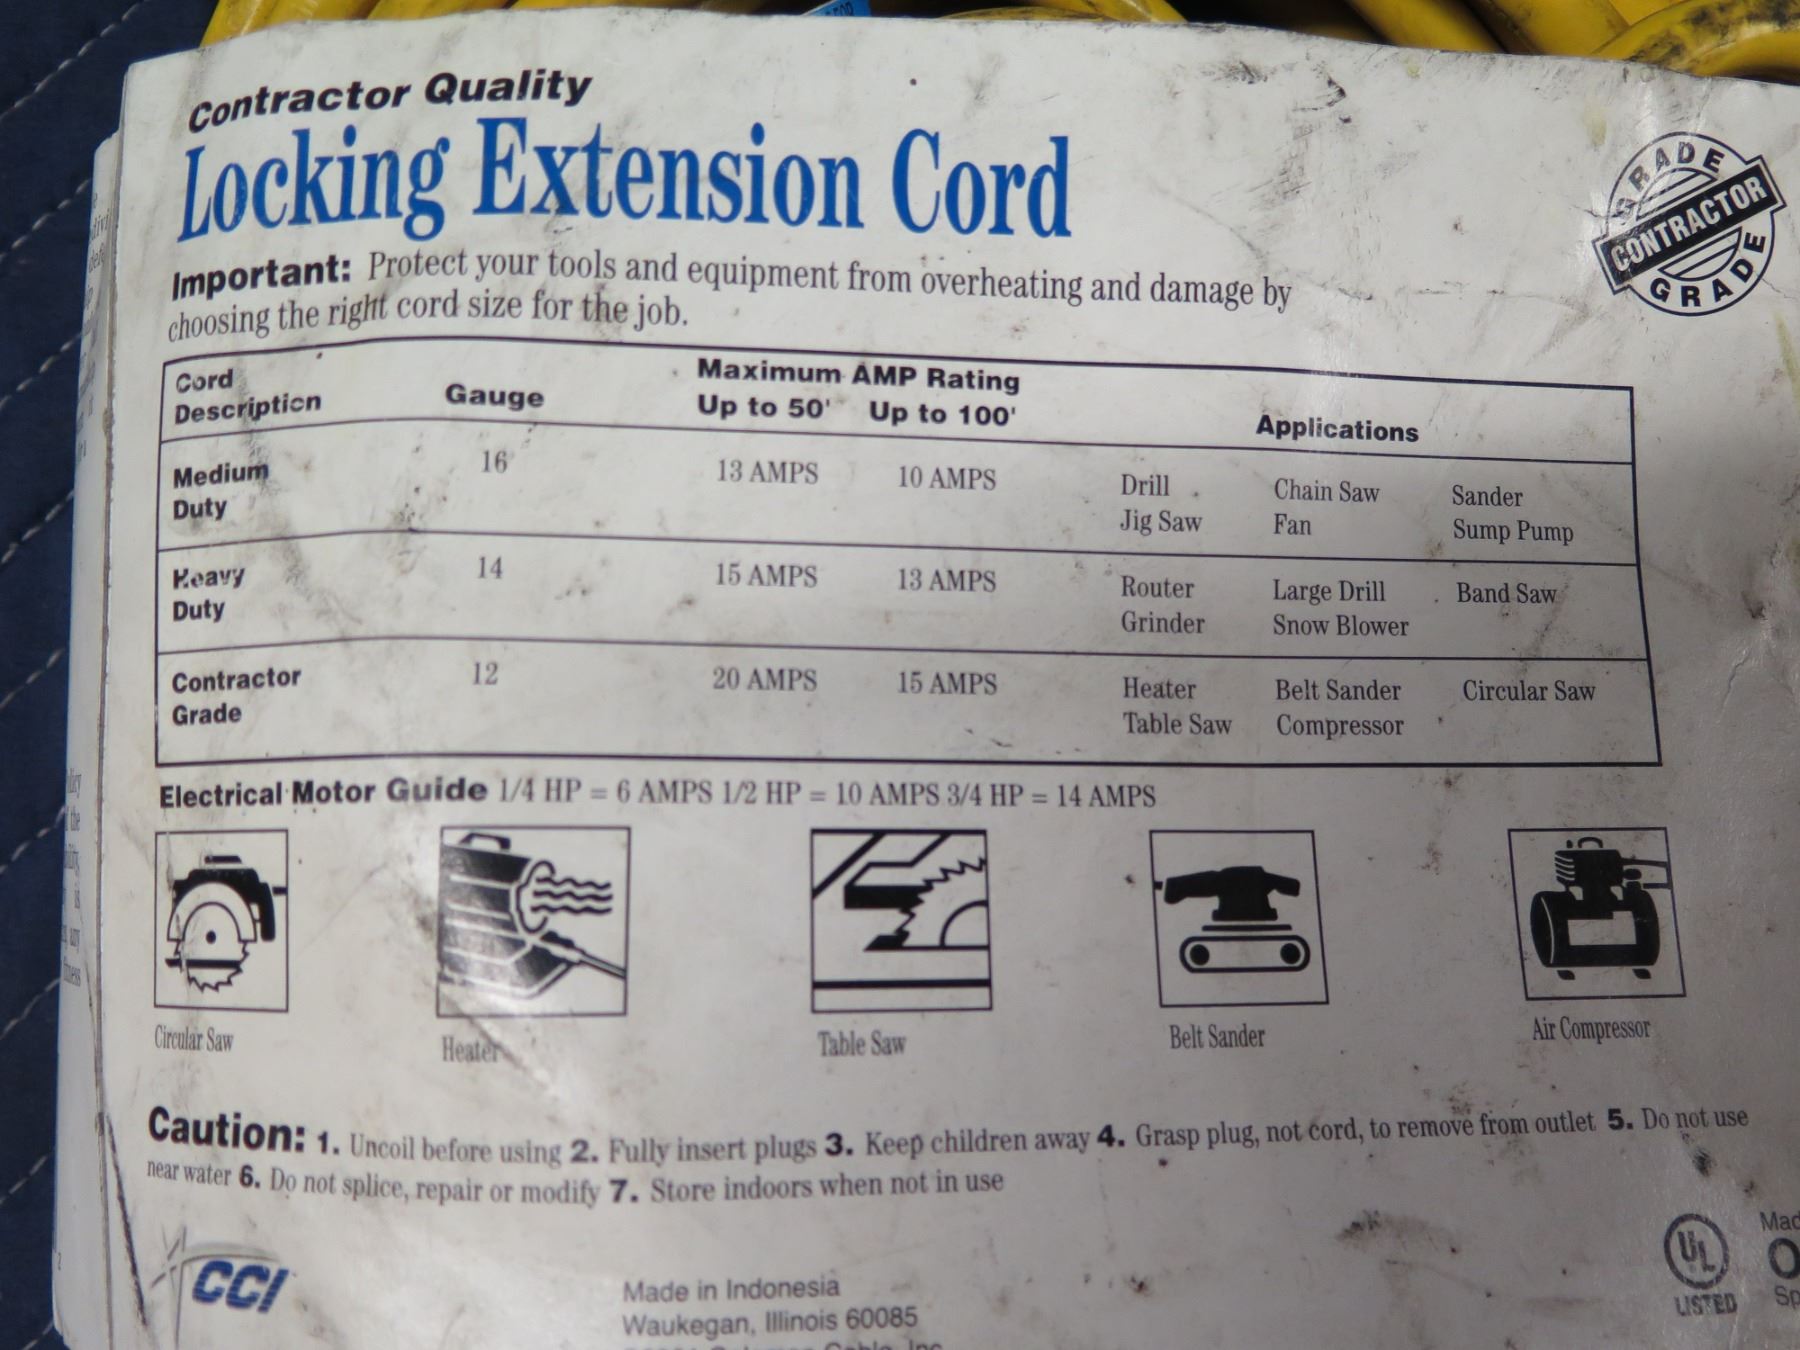 Contractor Quality
Locking Extension Cord
GRADE
CONTRACTOR
GRADE
Important: Protect your tools and equipment from overheating and damage by
choosing the right cord size for the job.
Cord Description Gauge Maximum AMP Rating Up to 50' Up to 100' Applications
Medium Duty 16 13 AMPS 10 AMPS Drill Chain Saw Sander
Jig Saw Fan Sump Pump
Heavy Duty 14 15 AMPS 13 AMPS Router Large Drill Band Saw
Grinder Snow Blower
Contractor Grade 12 20 AMPS 15 AMPS Heater Belt Sander Circular Saw
Table Saw Compressor
Electrical Motor Guide 1/4 HP = 6 AMPS 1/2 HP = 10 AMPS 3/4 HP = 14 AMPS
Circular Saw Heater Table Saw Belt Sander Air Compressor
Caution: 1. Uncoil before using 2. Fully insert plugs 3. Keep children away 4. Grasp plug, not cord, to remove from outlet 5. Do not use
near water 6. Do not splice, repair or modify 7. Store indoors when not in use
CCI
Made in Indonesia
Waukegan, Illinois 60085
UL
LISTED